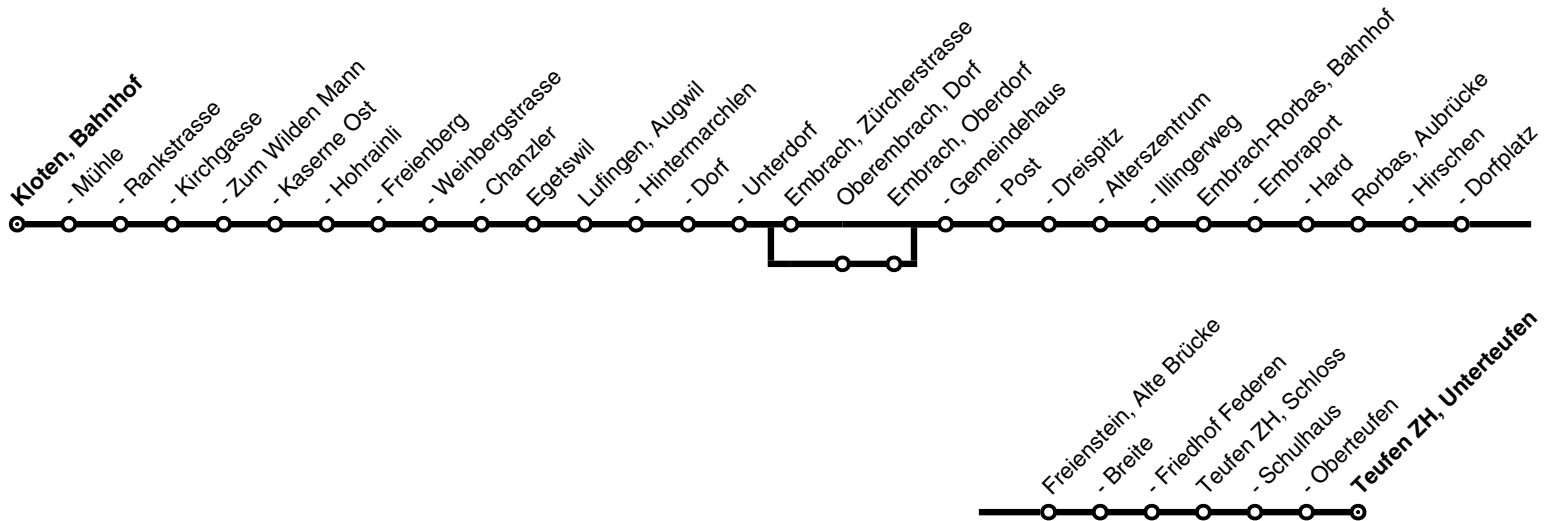 Kloten, Bahnhof
- Mühle
- Rankstrasse
- Kirchgasse
- Zum Wilden Mann
- Kaserne Ost
- Hohrainli
- Freienberg
- Weinbergstrasse
- Chanzler
Egetswil
Lufingen, Augwil
- Hintermarchlen
- Dorf
- Unterdorf
Embrach, Zürcherstrasse
Oberembrach, Dorf
Embrach, Oberdorf
- Gemeindehaus
- Post
- Dreispitz
- Alterszentrum
- Illingerweg
Embrach-Rorbas, Bahnhof
- Embraport
- Hard
Rorbas, Aubrücke
- Hirschen
- Dorfplatz
Freienstein, Alte Brücke
- Breite
- Friedhof Federen
Teufen ZH, Schloss
- Schulhaus
- Oberteufen
Teufen ZH, Unterteufen